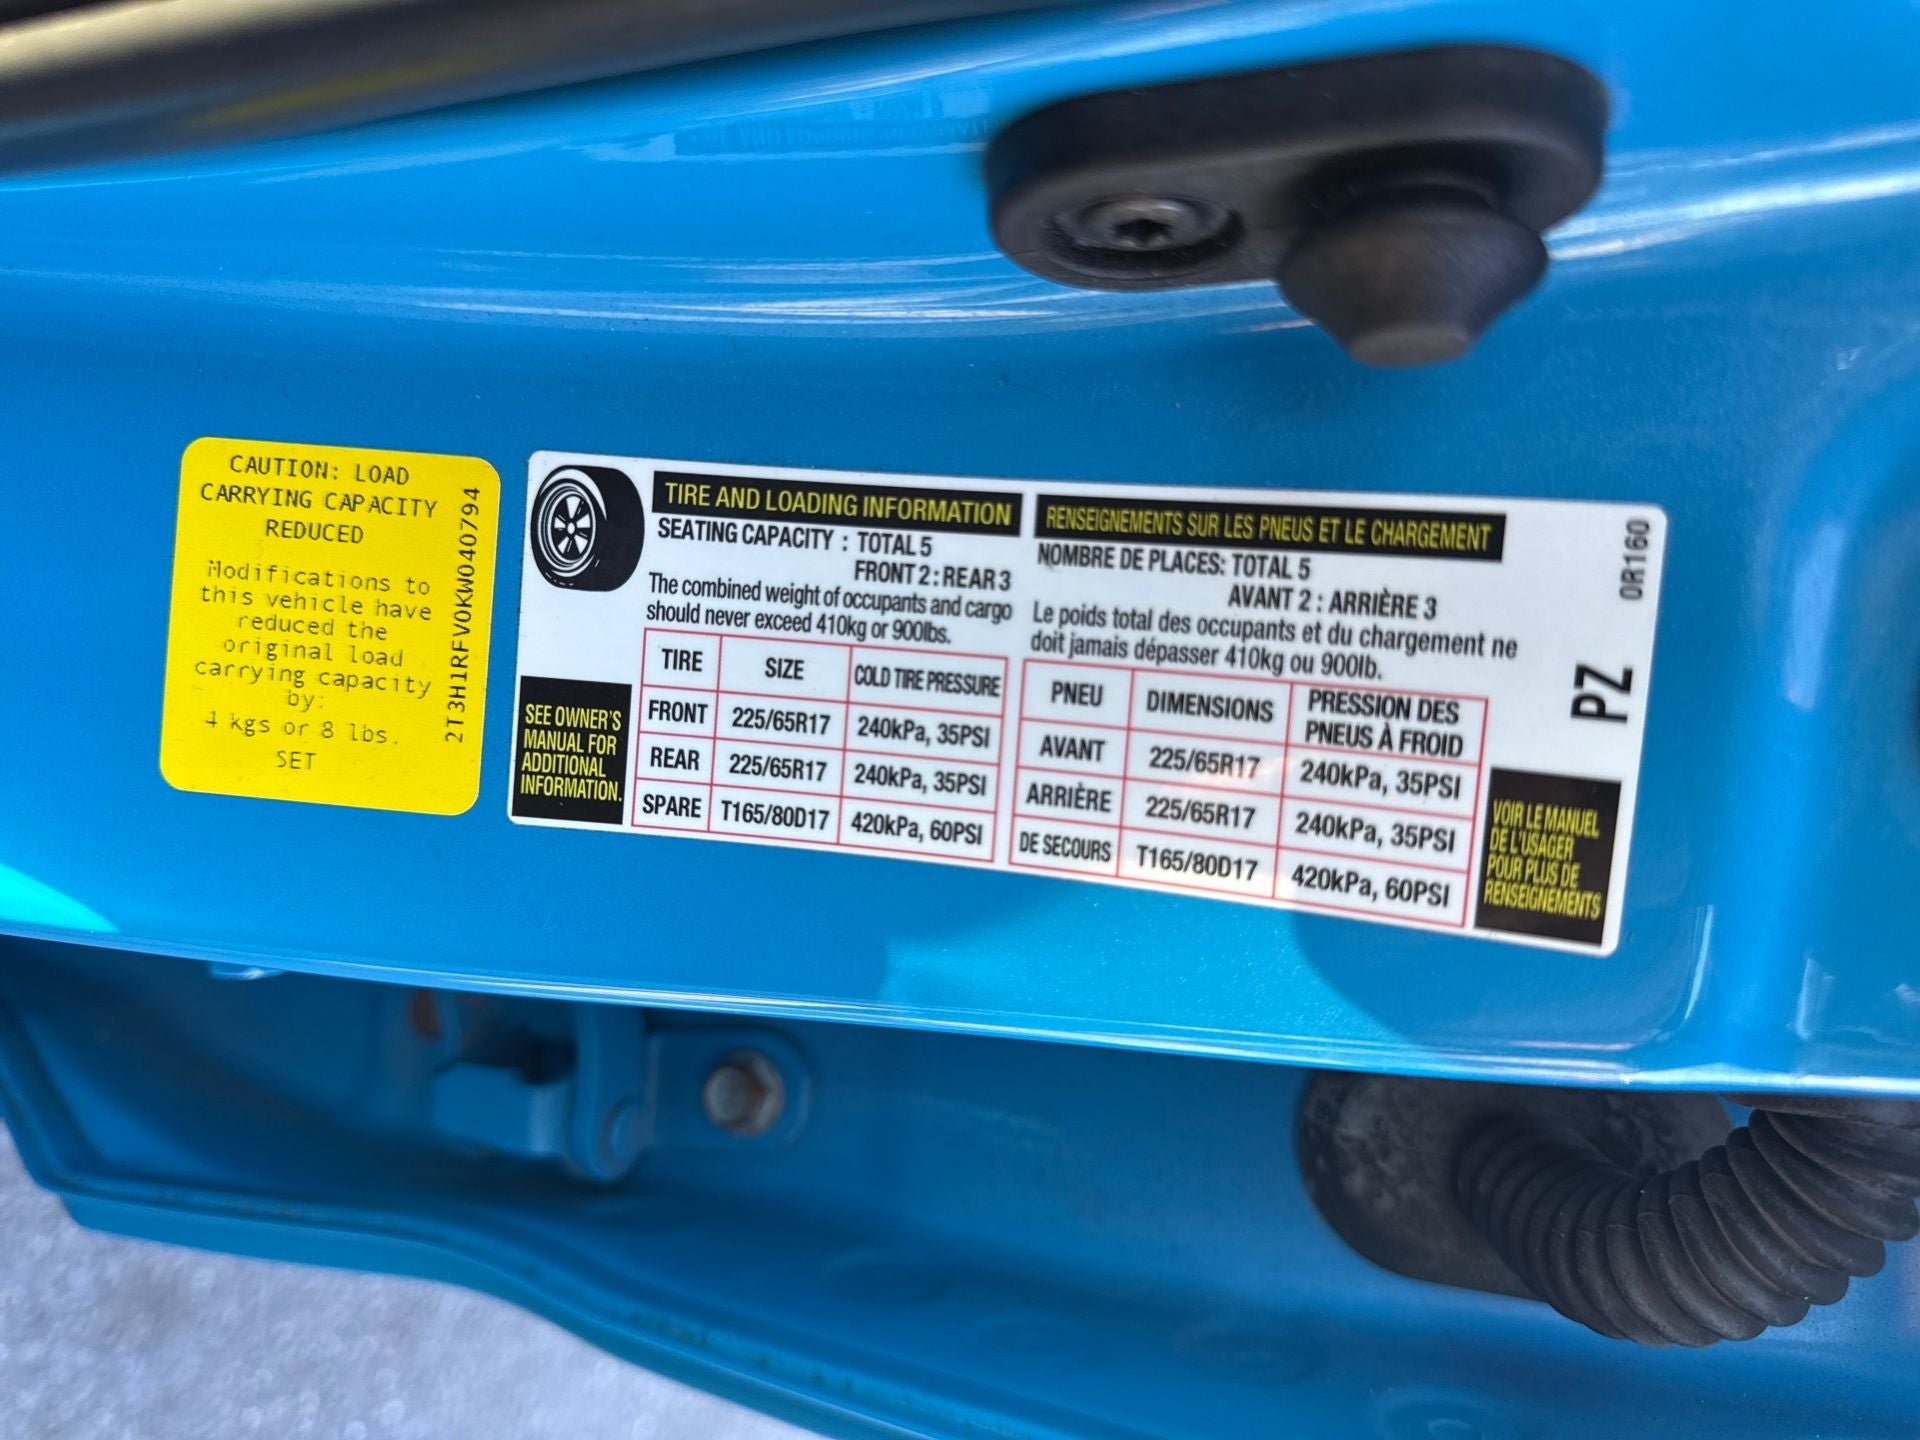 CAUTION: LOAD
CARRYING CAPACITY
REDUCED
Modifications to
this vehicle have
reduced the
original load
carrying capacity
by:
4 kgs or 8 lbs.
SET
2T3H1RFV0KW040794
TIRE AND LOADING INFORMATION
SEATING CAPACITY : TOTAL 5
FRONT 2 : REAR 3
The combined weight of occupants and cargo
should never exceed 410kg or 900lbs.
TIRE SIZE COLD TIRE PRESSURE
FRONT 225/65R17 240kPa, 35PSI
REAR 225/65R17 240kPa, 35PSI
SPARE T165/80D17 420kPa, 60PSI
SEE OWNER'S
MANUAL FOR
ADDITIONAL
INFORMATION.
RENSEIGNEMENTS SUR LES PNEUS ET LE CHARGEMENT
NOMBRE DE PLACES: TOTAL 5
AVANT 2 : ARRIÈRE 3
Le poids total des occupants et du chargement ne
doit jamais dépasser 410kg ou 900lb.
PNEU DIMENSIONS PRESSION DES
PNEUS À FROID
AVANT 225/65R17 240kPa, 35PSI
ARRIÈRE 225/65R17 240kPa, 35PSI
DE SECOURS T165/80D17 420kPa, 60PSI
VOIR LE MANUEL
DE L'USAGER
POUR PLUS DE
RENSEIGNEMENTS
0R160
PZ